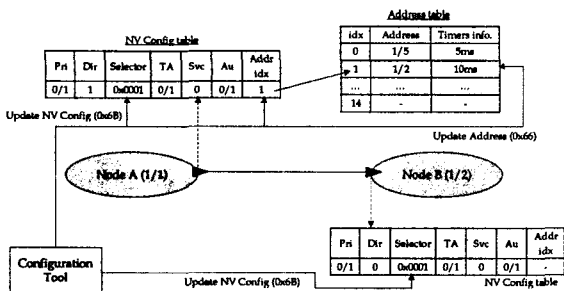 Address table
NV Config table
idx Address Timers info.
0 1/5 5ms
1 1/2 10ms
... ... ...
14 - -
Pri Dir Selector TA Svc Au Addr idx
0/1 1 0x0001 0/1 0 0/1 1
Update NV Config (0x6B)
Update Address (0x66)
Node A (1/1)
Node B (1/2)
Pri Dir Selector TA Svc Au Addr idx
0/1 0 0x0001 0/1 0 0/1 -
Configuration
Tool
Update NV Config (0x6B)
NV Config table